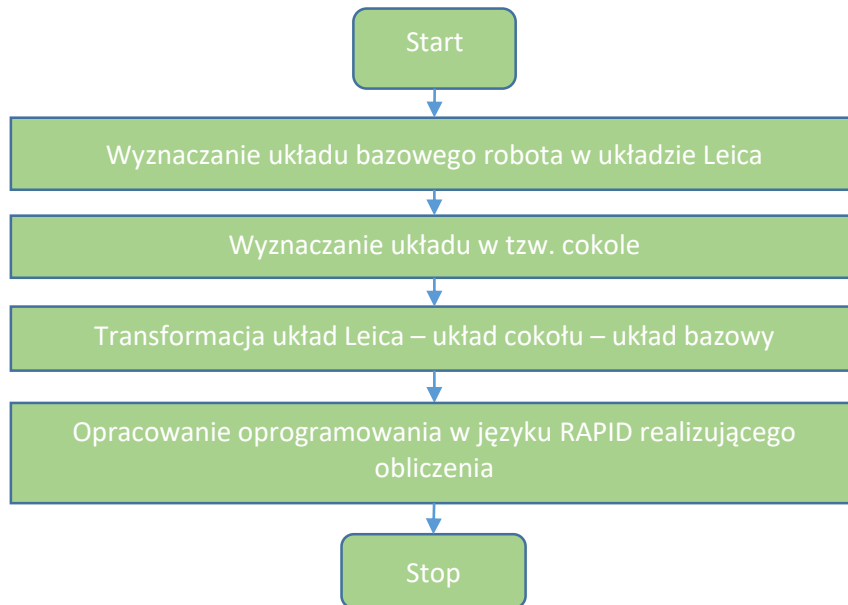 Start
Wyznaczanie układu bazowego robota w układzie Leica
Wyznaczanie układu w tzw. cokole
Transformacja układ Leica – układ cokołu – układ bazowy
Opracowanie oprogramowania w języku RAPID realizującego
obliczenia
Stop